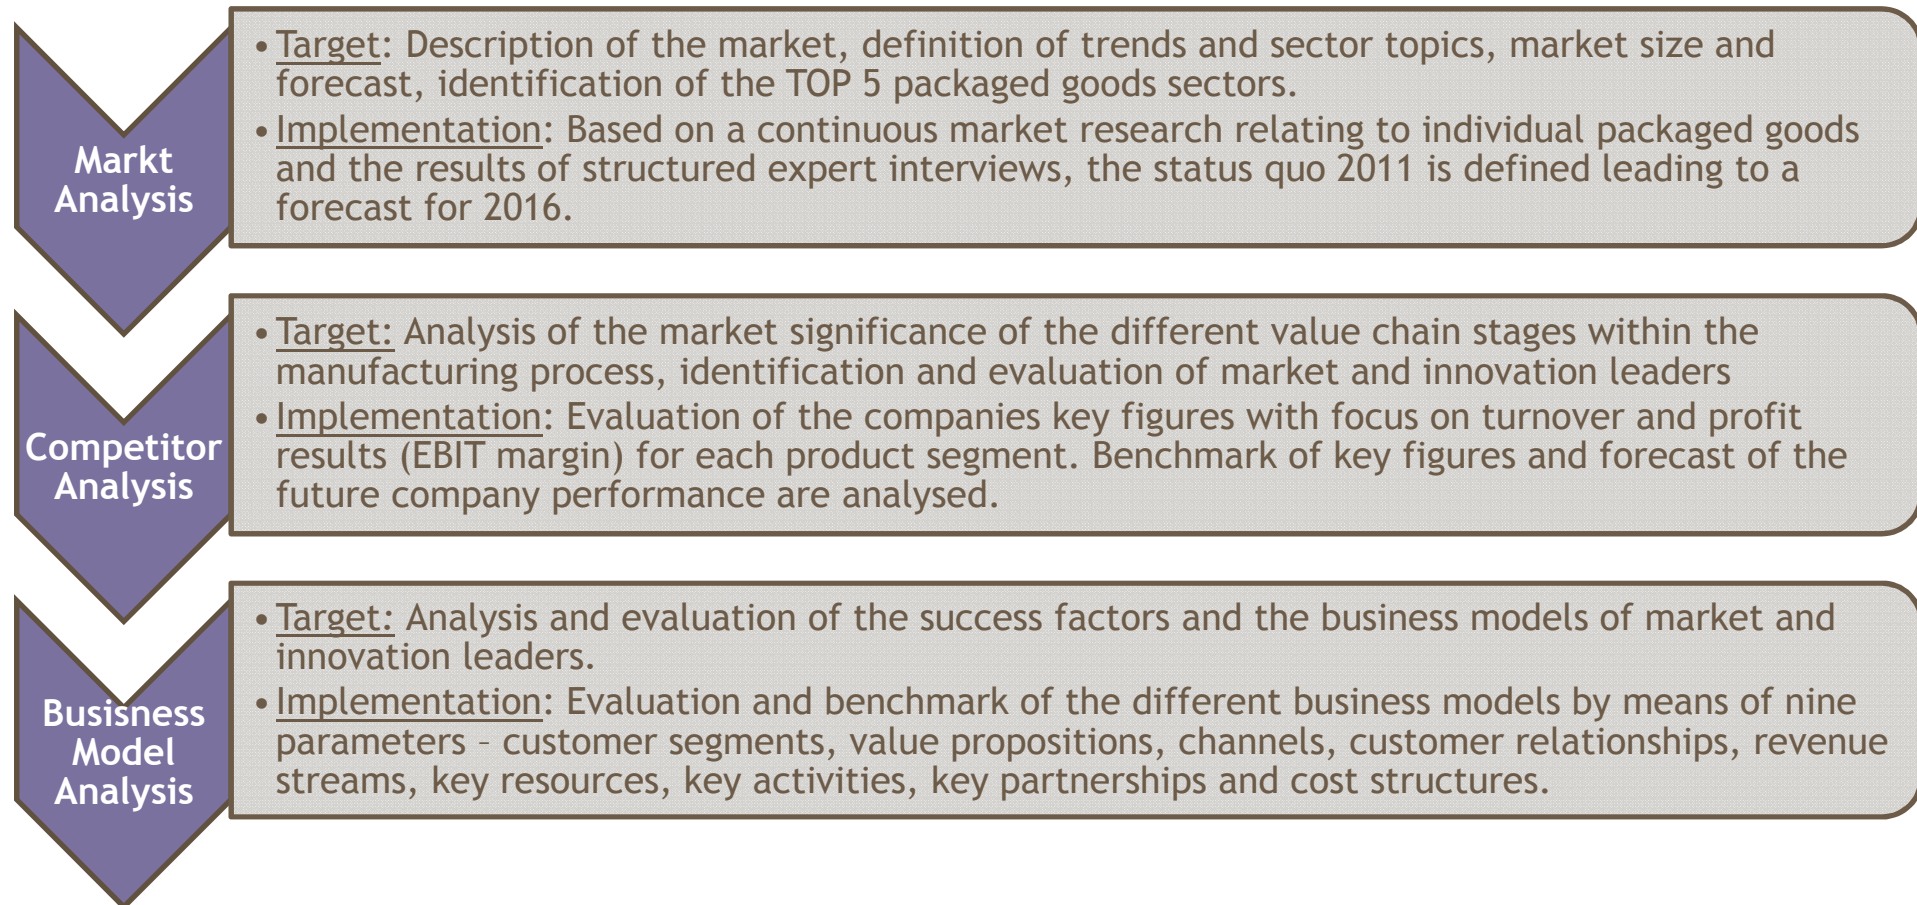 Markt
Analysis
• Target: Description of the market, definition of trends and sector topics, market size and
forecast, identification of the TOP 5 packaged goods sectors.
• Implementation: Based on a continuous market research relating to individual packaged goods
and the results of structured expert interviews, the status quo 2011 is defined leading to a
forecast for 2016.
Competitor
Analysis
• Target: Analysis of the market significance of the different value chain stages within the
manufacturing process, identification and evaluation of market and innovation leaders
• Implementation: Evaluation of the companies key figures with focus on turnover and profit
results (EBIT margin) for each product segment. Benchmark of key figures and forecast of the
future company performance are analysed.
Busisness
Model
Analysis
• Target: Analysis and evaluation of the success factors and the business models of market and
innovation leaders.
• Implementation: Evaluation and benchmark of the different business models by means of nine
parameters – customer segments, value propositions, channels, customer relationships, revenue
streams, key resources, key activities, key partnerships and cost structures.